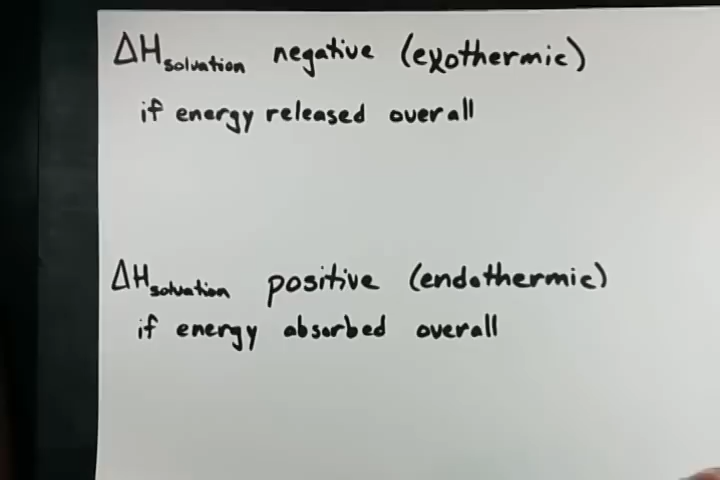 ΔHsolvation negative (exothermic)
if energy released overall
ΔHsolvation positive (endothermic)
if energy absorbed overall